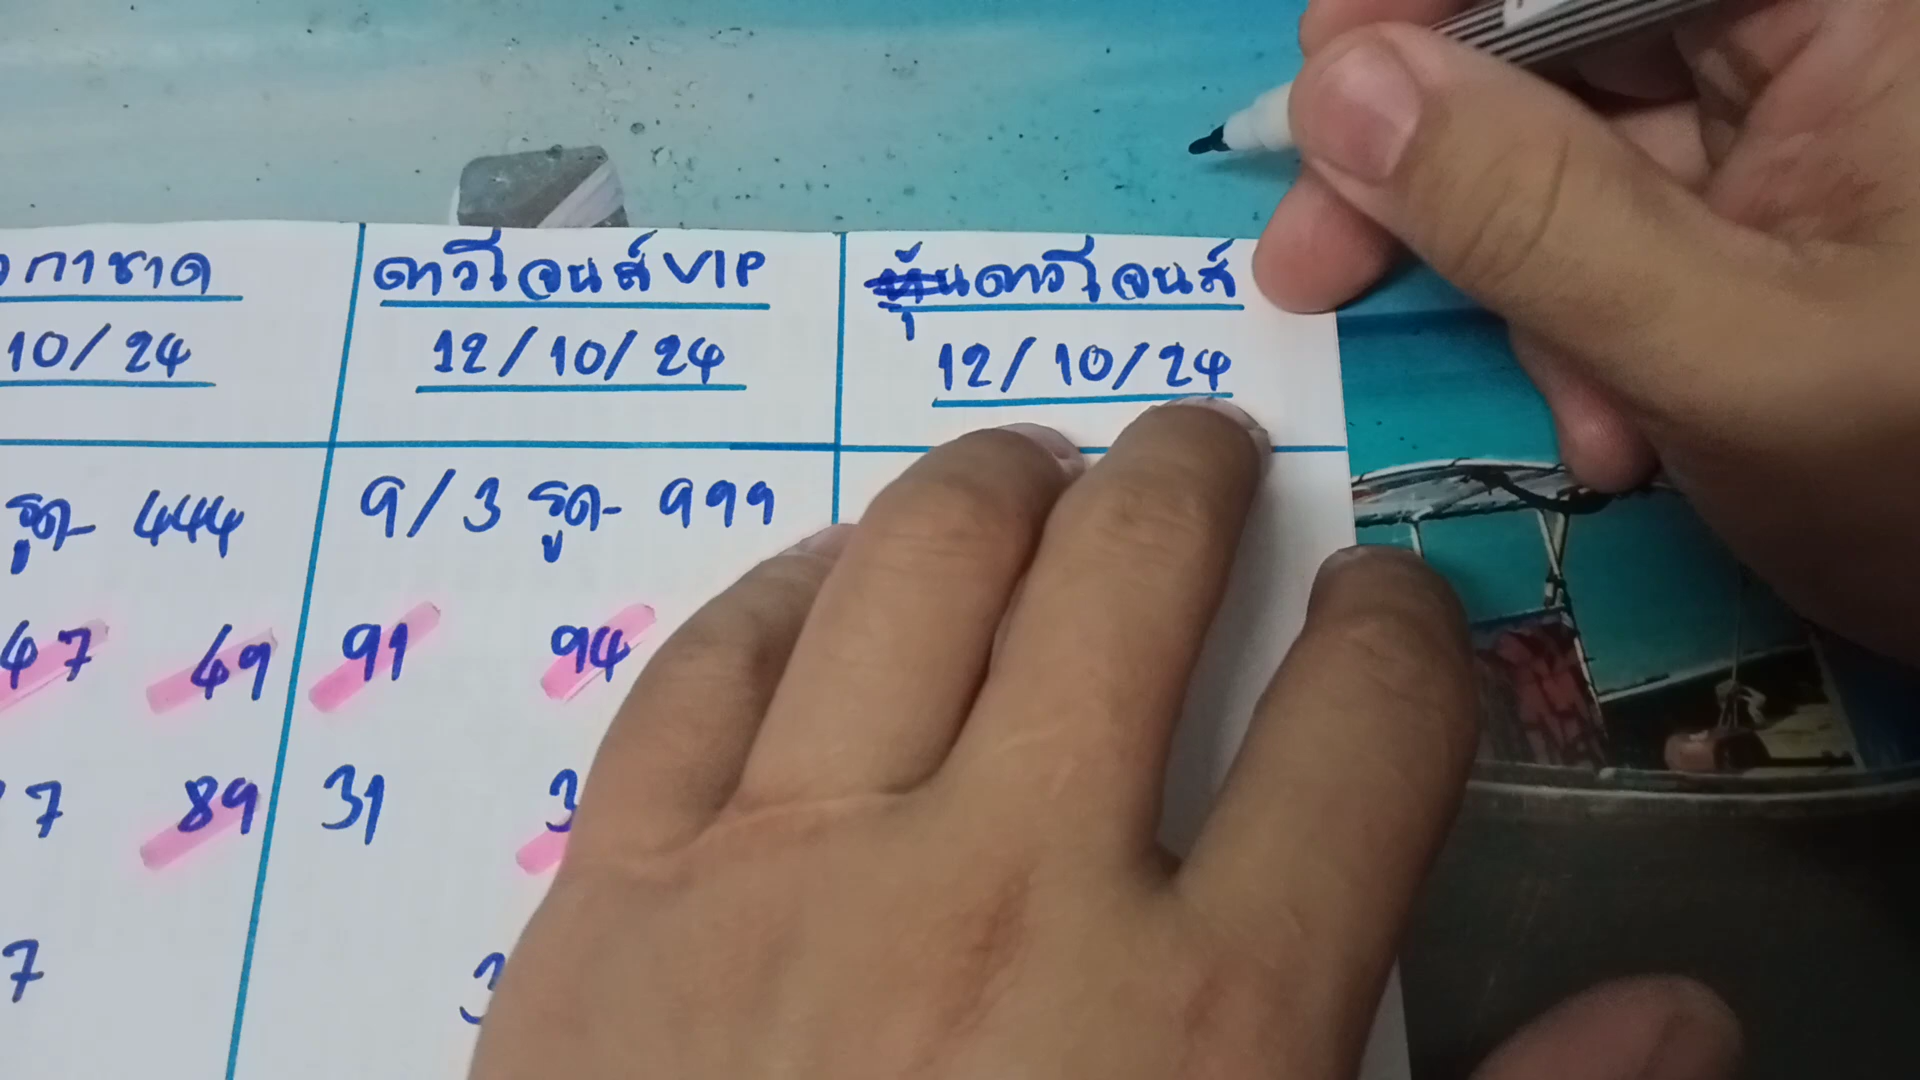 กาชาด
10/24
รูด- 444
47 49
7 89
7
ดาวโจนส์ VIP
12/10/24
9/3 รูด- 999
91 94
31 3
3
หุ้นดาวโจนส์
12/10/24